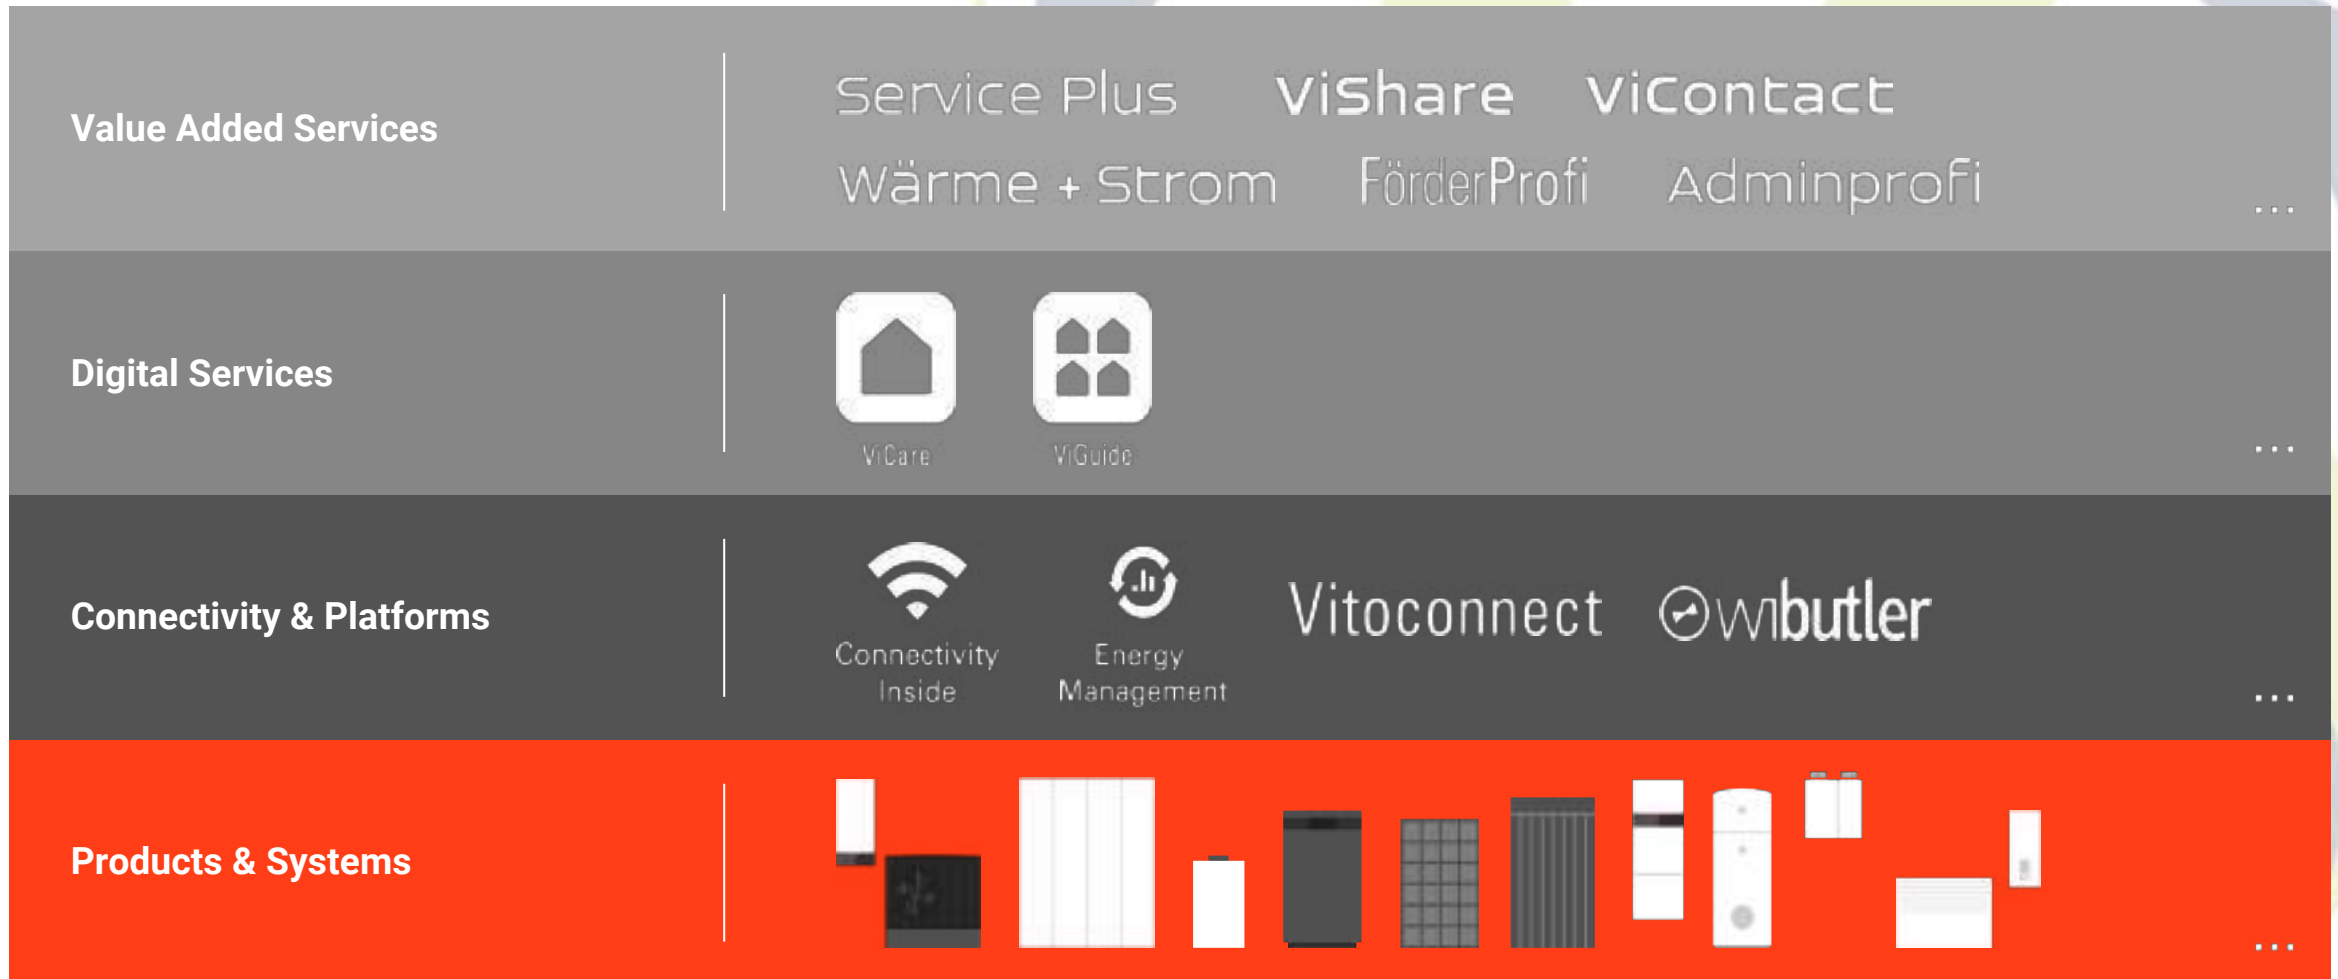 Value Added Services
Service Plus ViShare ViContact
Wärme + Strom FörderProfi Adminprofi
...
Digital Services
ViCare ViGuide
...
Connectivity & Platforms
Connectivity Inside
Energy Management
Vitoconnect wibutler
...
Products & Systems
...